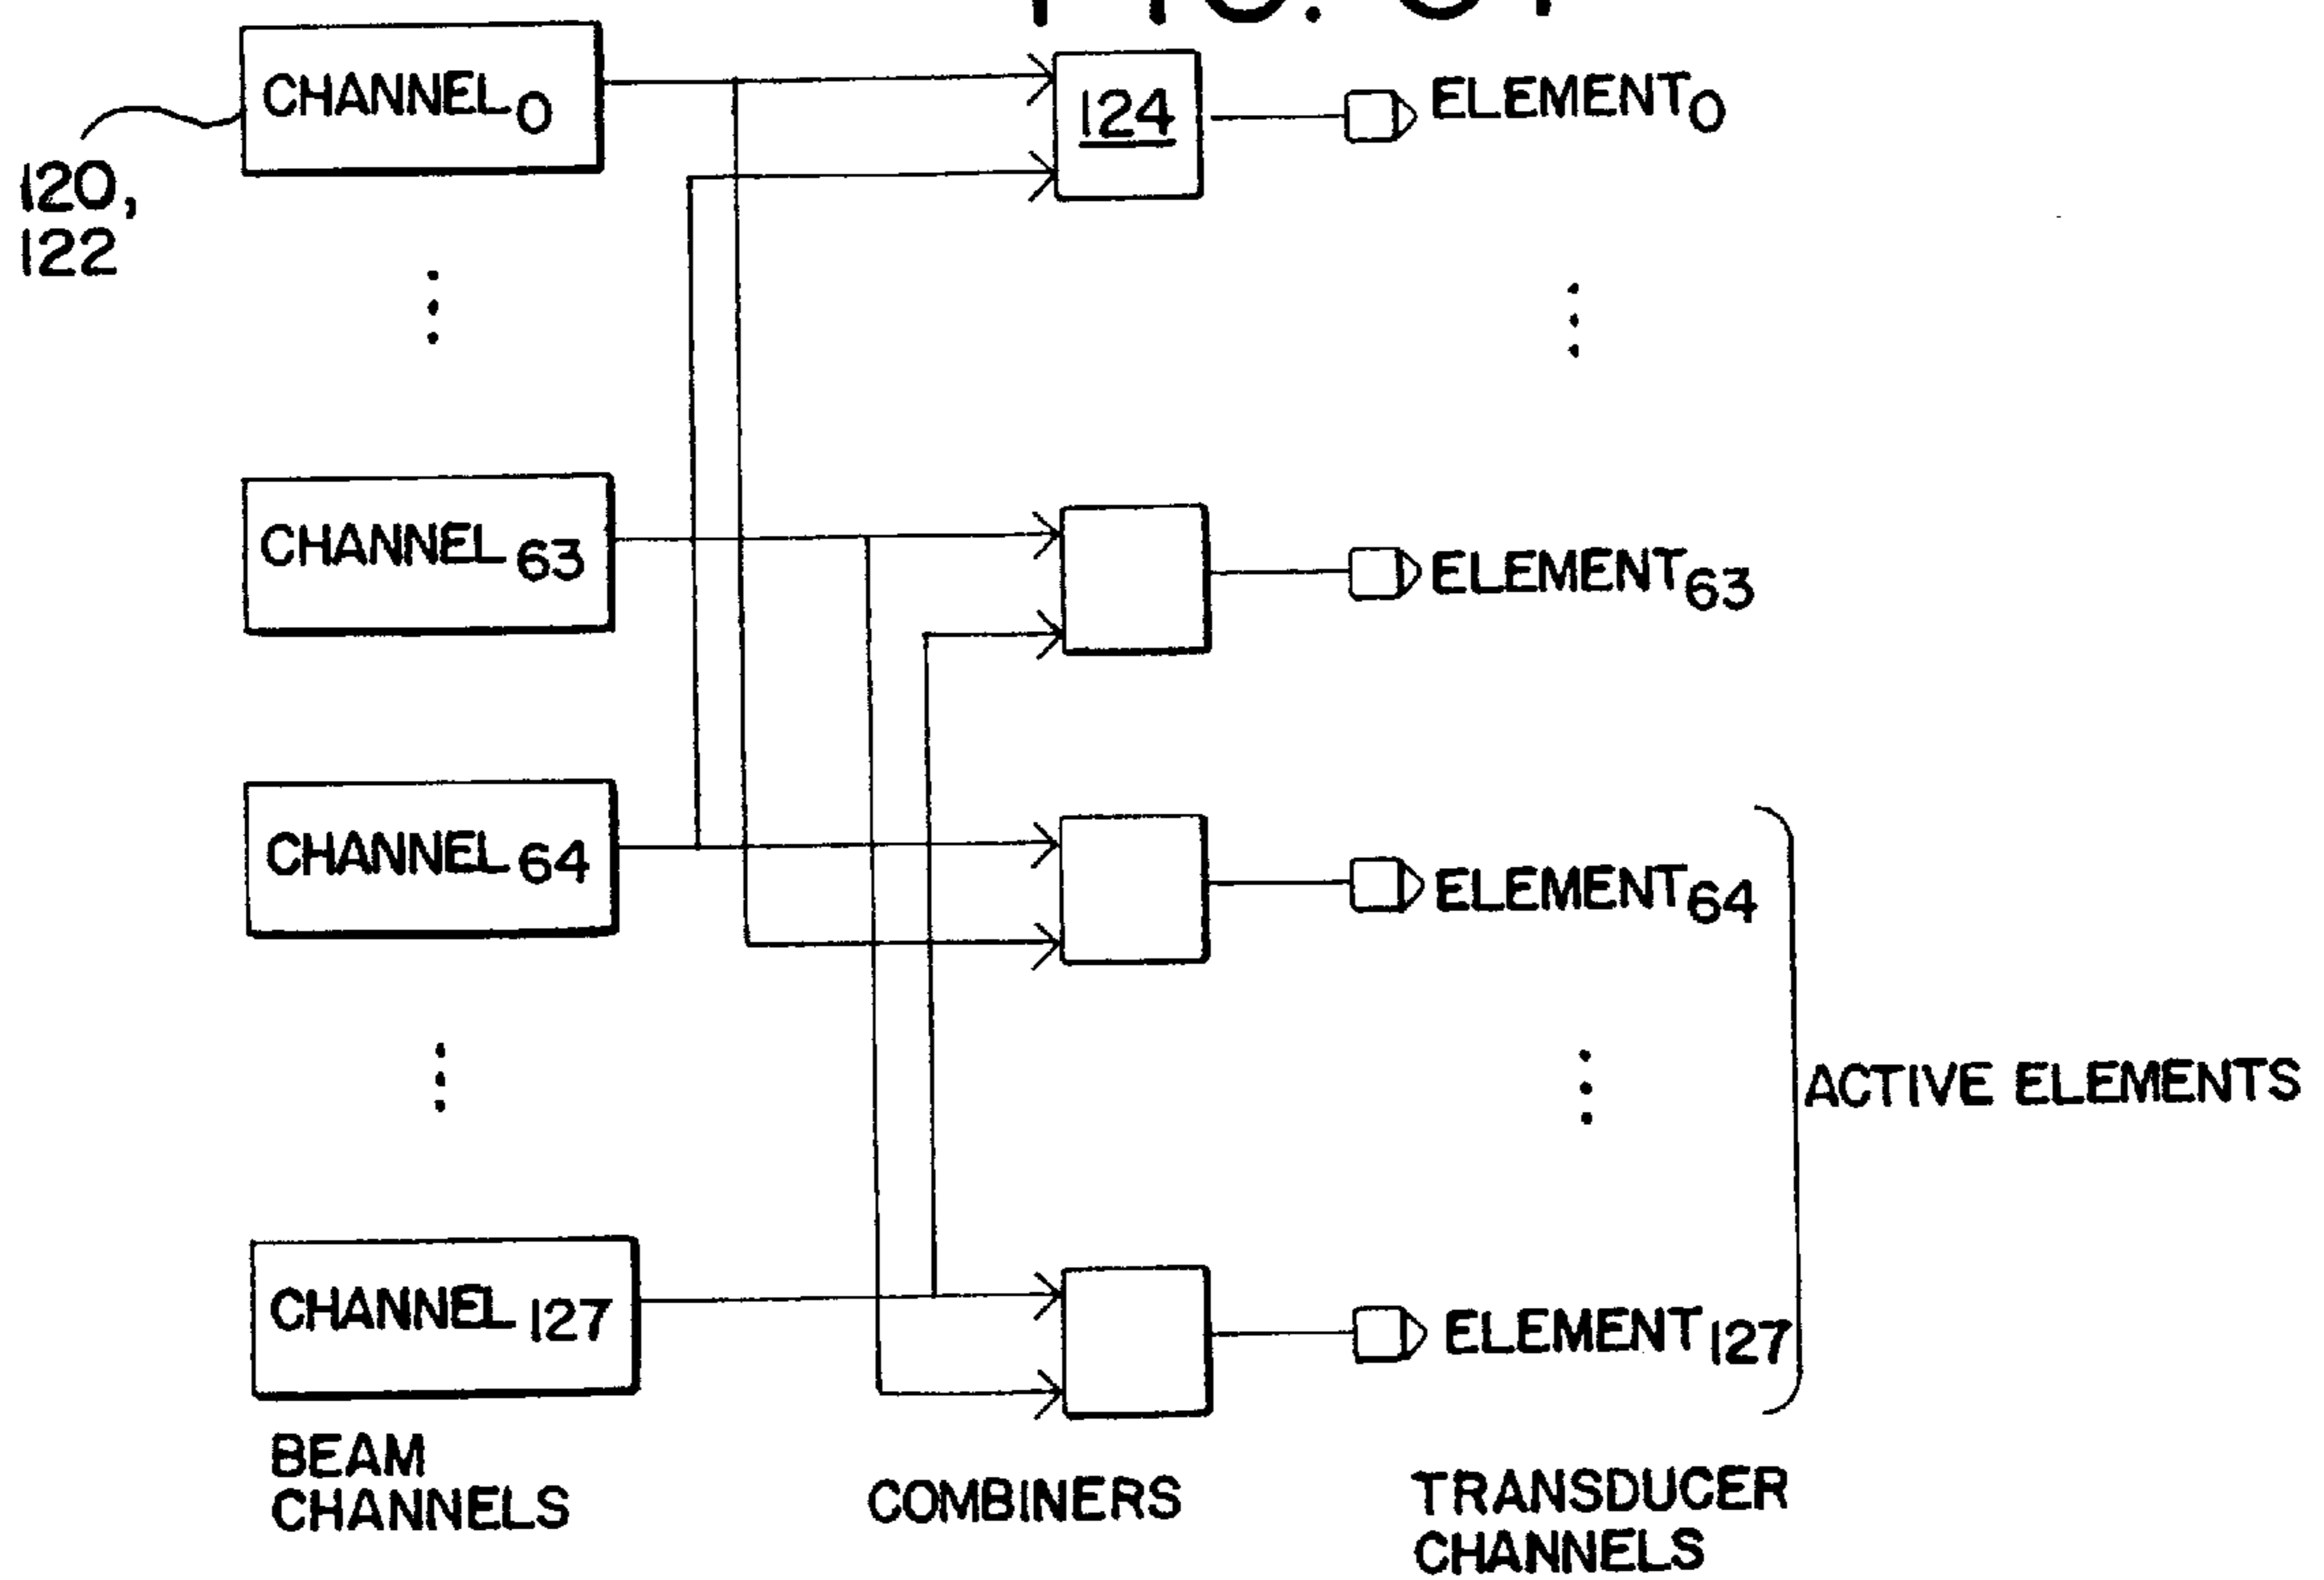 CHANNEL0
124
ELEMENT0
120,
122
CHANNEL63
ELEMENT63
CHANNEL64
ELEMENT64
ACTIVE ELEMENTS
CHANNEL127
ELEMENT127
BEAM
CHANNELS
COMBINERS
TRANSDUCER
CHANNELS